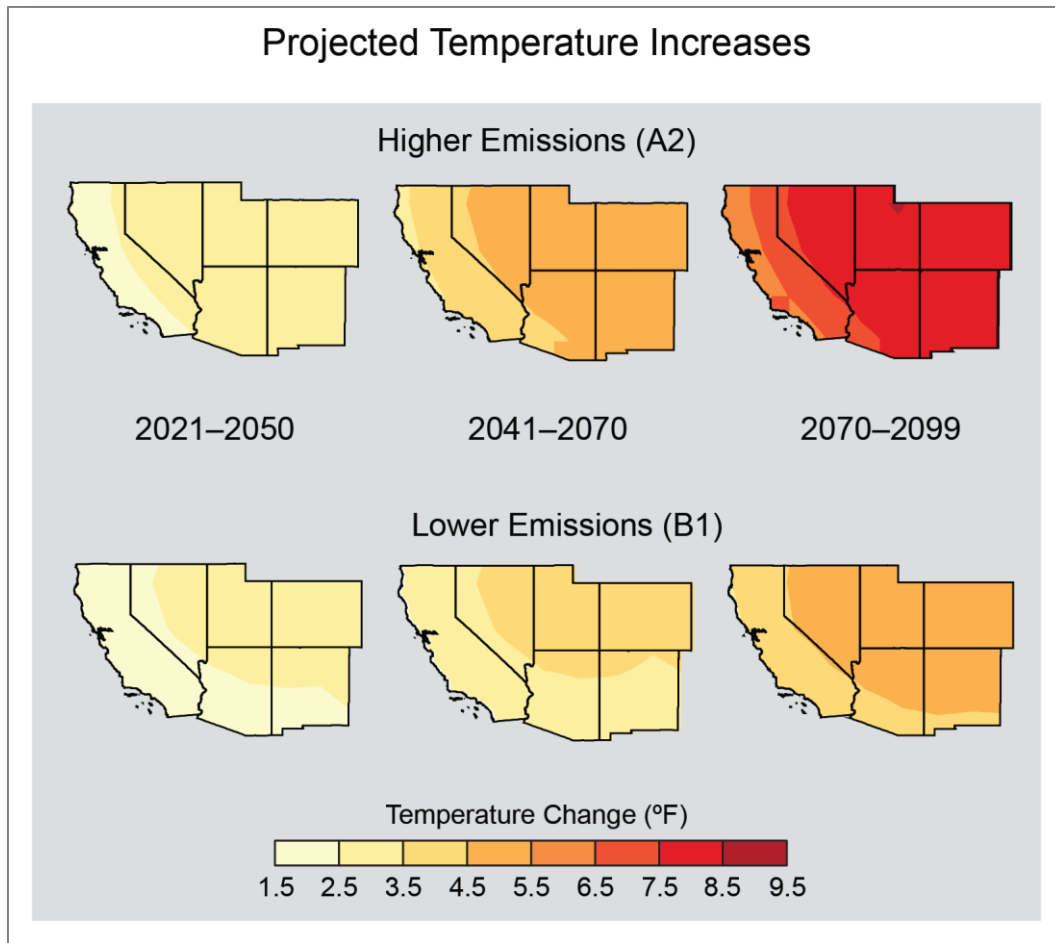 Projected Temperature Increases
Higher Emissions (A2)
2021–2050 2041–2070 2070–2099
Lower Emissions (B1)
Temperature Change (ºF)
1.5 2.5 3.5 4.5 5.5 6.5 7.5 8.5 9.5